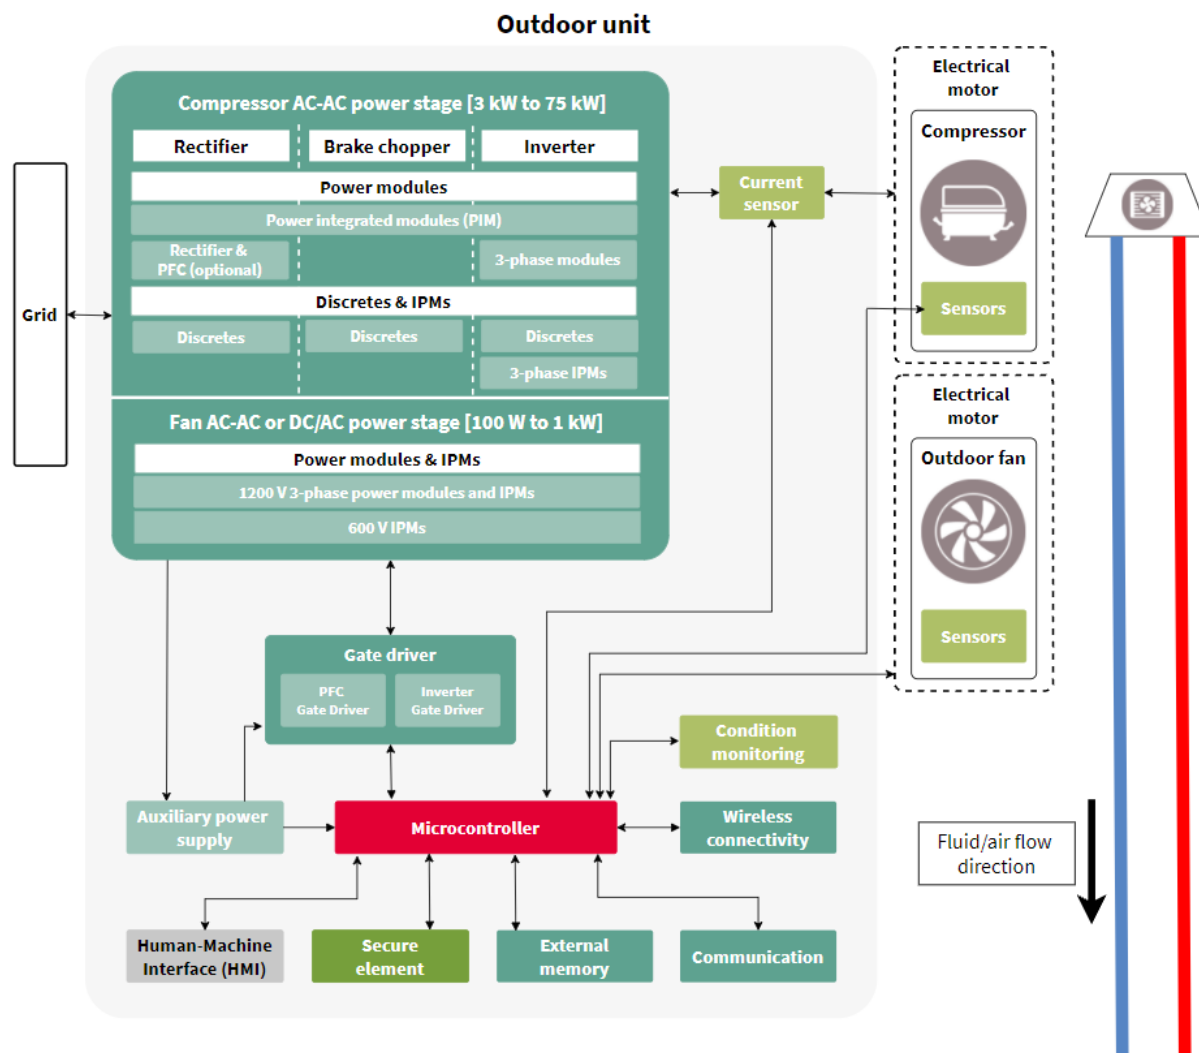 Outdoor unit
Compressor AC-AC power stage [3 kW to 75 kW]
Rectifier
Brake chopper
Inverter
Power modules
Power integrated modules (PIM)
Rectifier &
PFC (optional)
3-phase modules
Discretes & IPMs
Discretes
Discretes
Discretes
3-phase IPMs
Fan AC-AC or DC/AC power stage [100 W to 1 kW]
Power modules & IPMs
1200 V 3-phase power modules and IPMs
600 V IPMs
Grid
Current
sensor
Electrical
motor
Compressor
Sensors
Electrical
motor
Outdoor fan
Sensors
Gate driver
PFC
Gate Driver
Inverter
Gate Driver
Condition
monitoring
Auxiliary power
supply
Microcontroller
Wireless
connectivity
Fluid/air flow
direction
Human-Machine
Interface (HMI)
Secure
element
External
memory
Communication